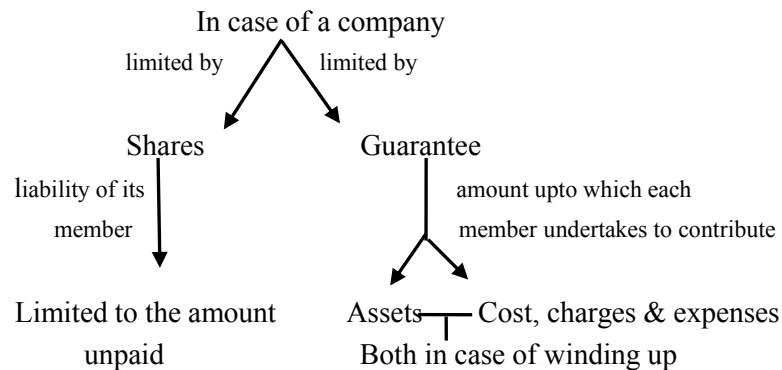 In case of a company
limited by limited by
Shares Guarantee
liability of its
member
amount upto which each
member undertakes to contribute
Limited to the amount
unpaid
Assets Cost, charges & expenses
Both in case of winding up